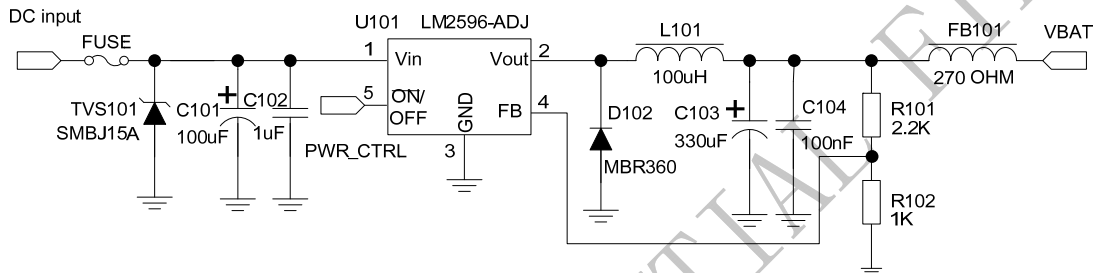 DC input
FUSE
TVS101
SMBJ15A
C101
100uF
C102
1uF
U101
LM2596-ADJ
1
Vin
Vout
2
5
ON/
OFF
GND
FB
4
PWR_CTRL
3
L101
100uH
D102
MBR360
C103
330uF
C104
100nF
R101
2.2K
R102
1K
FB101
270 OHM
VBAT